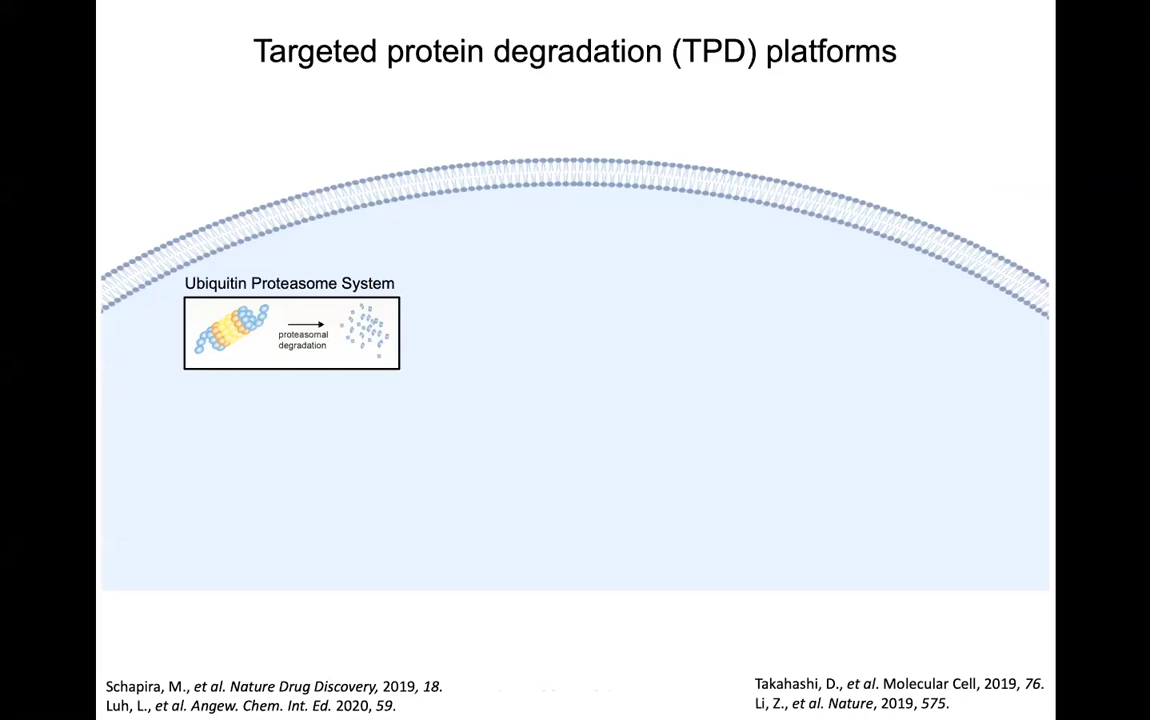 Targeted protein degradation (TPD) platforms
Ubiquitin Proteasome System
proteasomal
degradation
Schapira, M., et al. Nature Drug Discovery, 2019, 18.
Luh, L., et al. Angew. Chem. Int. Ed. 2020, 59.
Takahashi, D., et al. Molecular Cell, 2019, 76.
Li, Z., et al. Nature, 2019, 575.